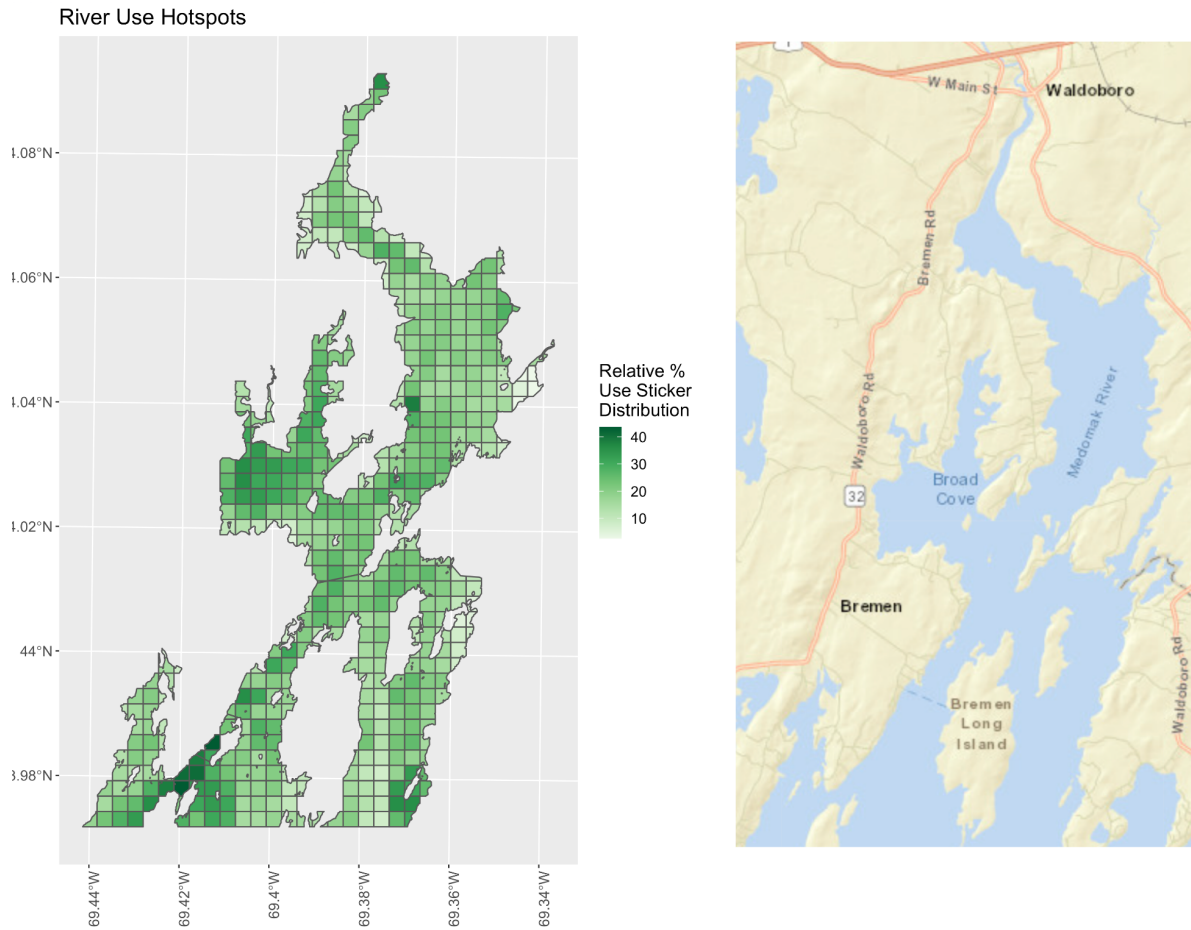 River Use Hotspots
4.08°N
4.06°N
4.04°N
4.02°N
44°N
3.98°N
69.44°W
69.42°W
69.4°W
69.38°W
69.36°W
69.34°W
Relative %
Use Sticker
Distribution
40
30
20
10
1
W Main St
Waldoboro
Bremen Rd
Waldoboro Rd
Medomak River
Broad
Cove
32
Bremen
Bremen
Long
Island
Waldoboro Rd